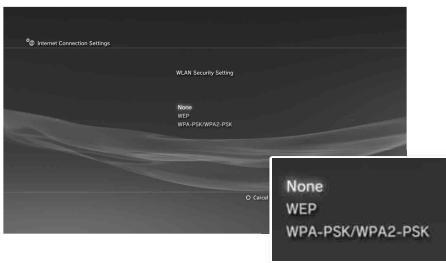 Internet Connection Settings
WLAN Security Setting
None
WEP
WPA-PSK/WPA2-PSK
Cancel
None
WEP
WPA-PSK/WPA2-PSK